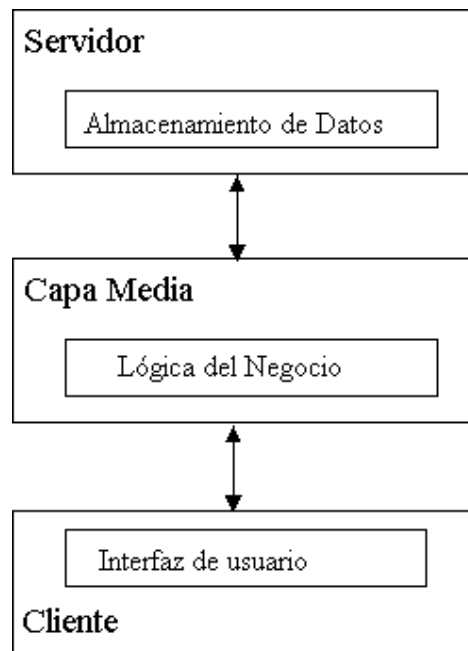 Servidor
Almacenamiento de Datos
Capa Media
Lógica del Negocio
Interfaz de usuario
Cliente